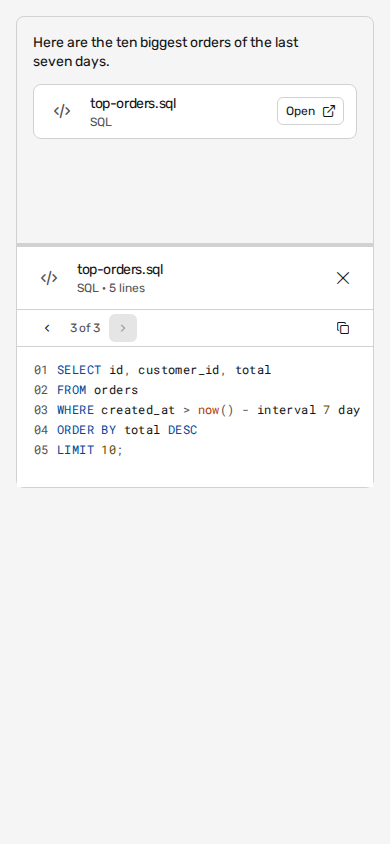 Here are the ten biggest orders of the last
seven days.
top-orders.sql
SQL
Open
top-orders.sql
SQL • 5 lines
3 of 3
01 SELECT id, customer_id, total
02 FROM orders
03 WHERE created_at > now() - interval 7 day
04 ORDER BY total DESC
05 LIMIT 10;